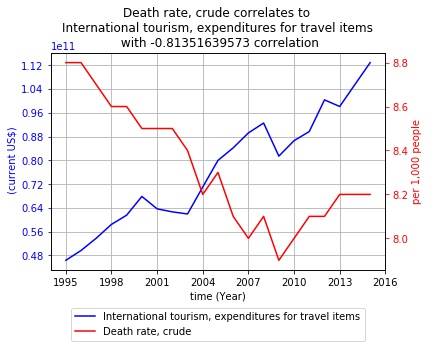 Death rate, crude correlates to
International tourism, expenditures for travel items
with -0.81351639573 correlation
1e11
1.12
1.04
0.96
0.88
0.80
0.72
0.64
0.56
0.48
(current US$)
8.8
8.6
8.4
8.2
8.0
per 1,000 people
1995 1998 2001 2004 2007 2010 2013 2016
time (Year)
International tourism, expenditures for travel items
Death rate, crude